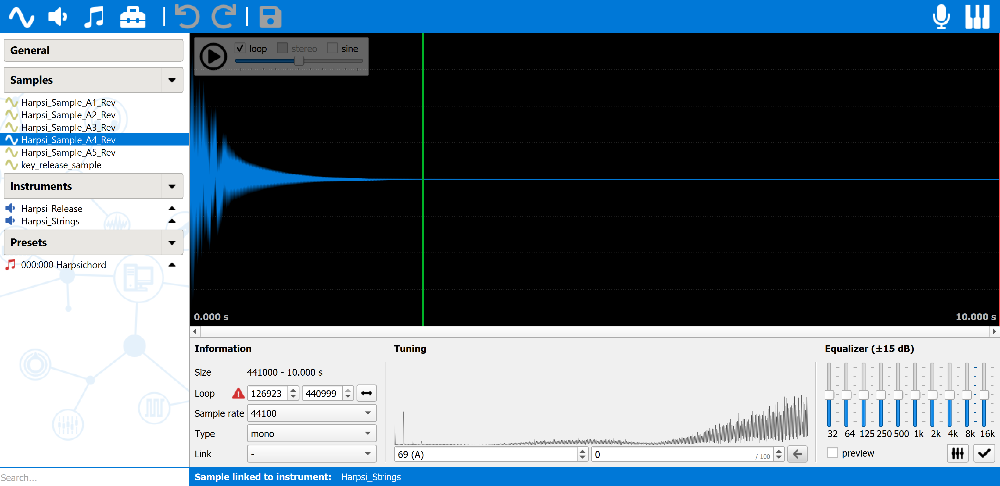 General
loop stereo sine
Samples
Harpsi_Sample_A1_Rev
Harpsi_Sample_A2_Rev
Harpsi_Sample_A3_Rev
Harpsi_Sample_A4_Rev
Harpsi_Sample_A5_Rev
key_release_sample
Instruments
Harpsi_Release
Harpsi_Strings
Presets
000:000 Harpsichord
Search...
0.000 s 10.000 s
Information
Size 441000 - 10.000 s
Loop 126923 440999
Sample rate 44100
Type mono
Link -
Tuning
69 (A) 0 / 100
Equalizer (±15 dB)
32 64 125 250 500 1k 2k 4k 8k 16k
preview
Sample linked to instrument: Harpsi_Strings